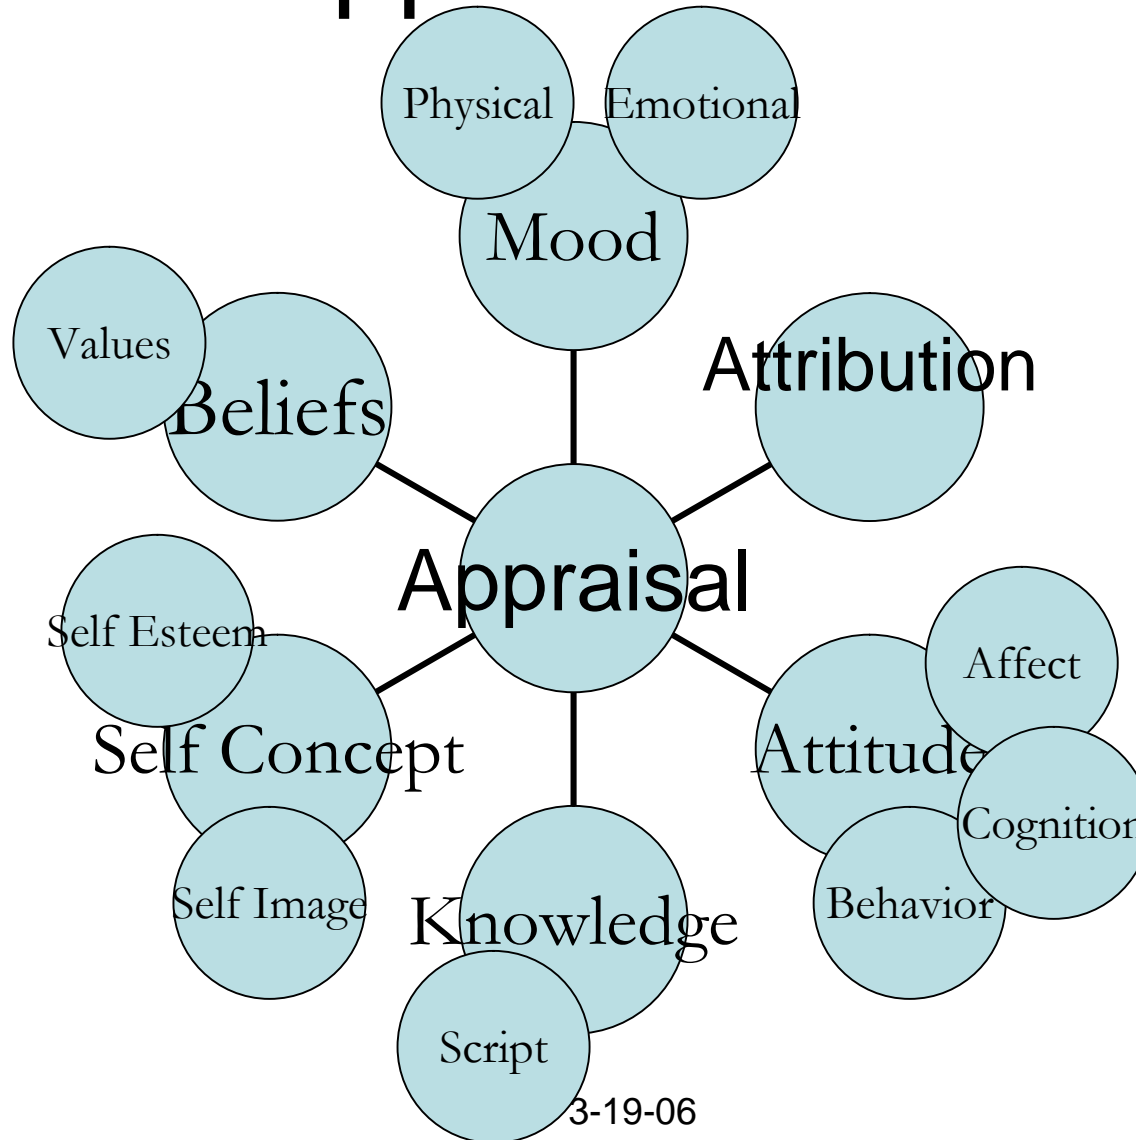 Physical
Emotional
Mood
Values
Attribution
Beliefs
Appraisal
Self Esteem
Affect
Self Concept
Attitude
Cognition
Self Image
Knowledge
Behavior
Script
3-19-06